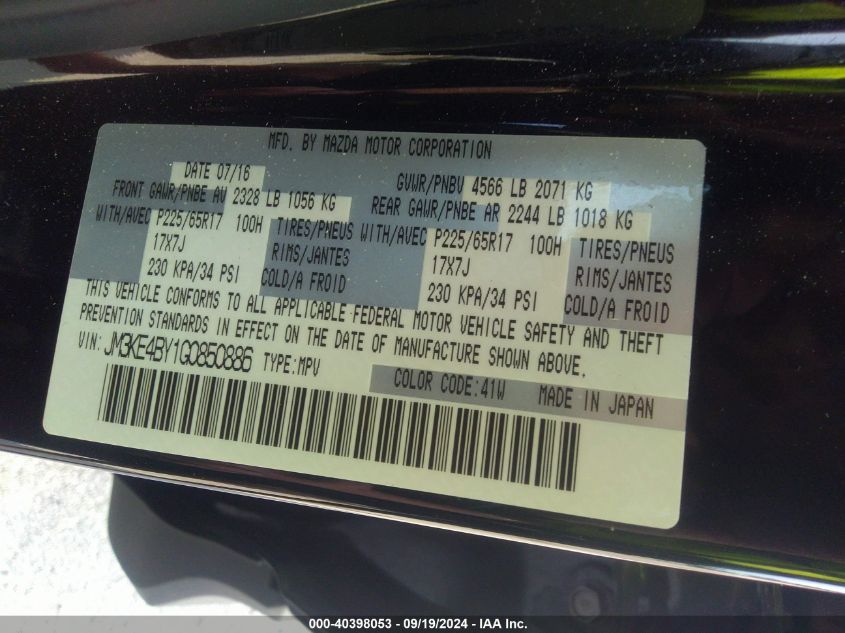 MFD. BY MAZDA MOTOR CORPORATION
DATE 07/16 GVWR/PNBV 4566 LB 2071 KG
FRONT GAWR/PNBE AV 2328 LB 1056 KG REAR GAWR/PNBE AR 2244 LB 1018 KG
WITH/AVEC P225/65R17 100H TIRES/PNEUS WITH/AVEC P225/65R17 100H TIRES/PNEUS
17X7J RIMS/JANTES 17X7J RIMS/JANTES
230 KPA/34 PSI COLD/A FROID 230 KPA/34 PSI COLD/A FROID
THIS VEHICLE CONFORMS TO ALL APPLICABLE FEDERAL MOTOR VEHICLE SAFETY AND THEFT
PREVENTION STANDARDS IN EFFECT ON THE DATE OF MANUFACTURE SHOWN ABOVE.
VIN: JM3KE4BY1G0850886 TYPE:MPV
COLOR CODE:41W MADE IN JAPAN
000-40398053 - 09/19/2024 - IAA Inc.